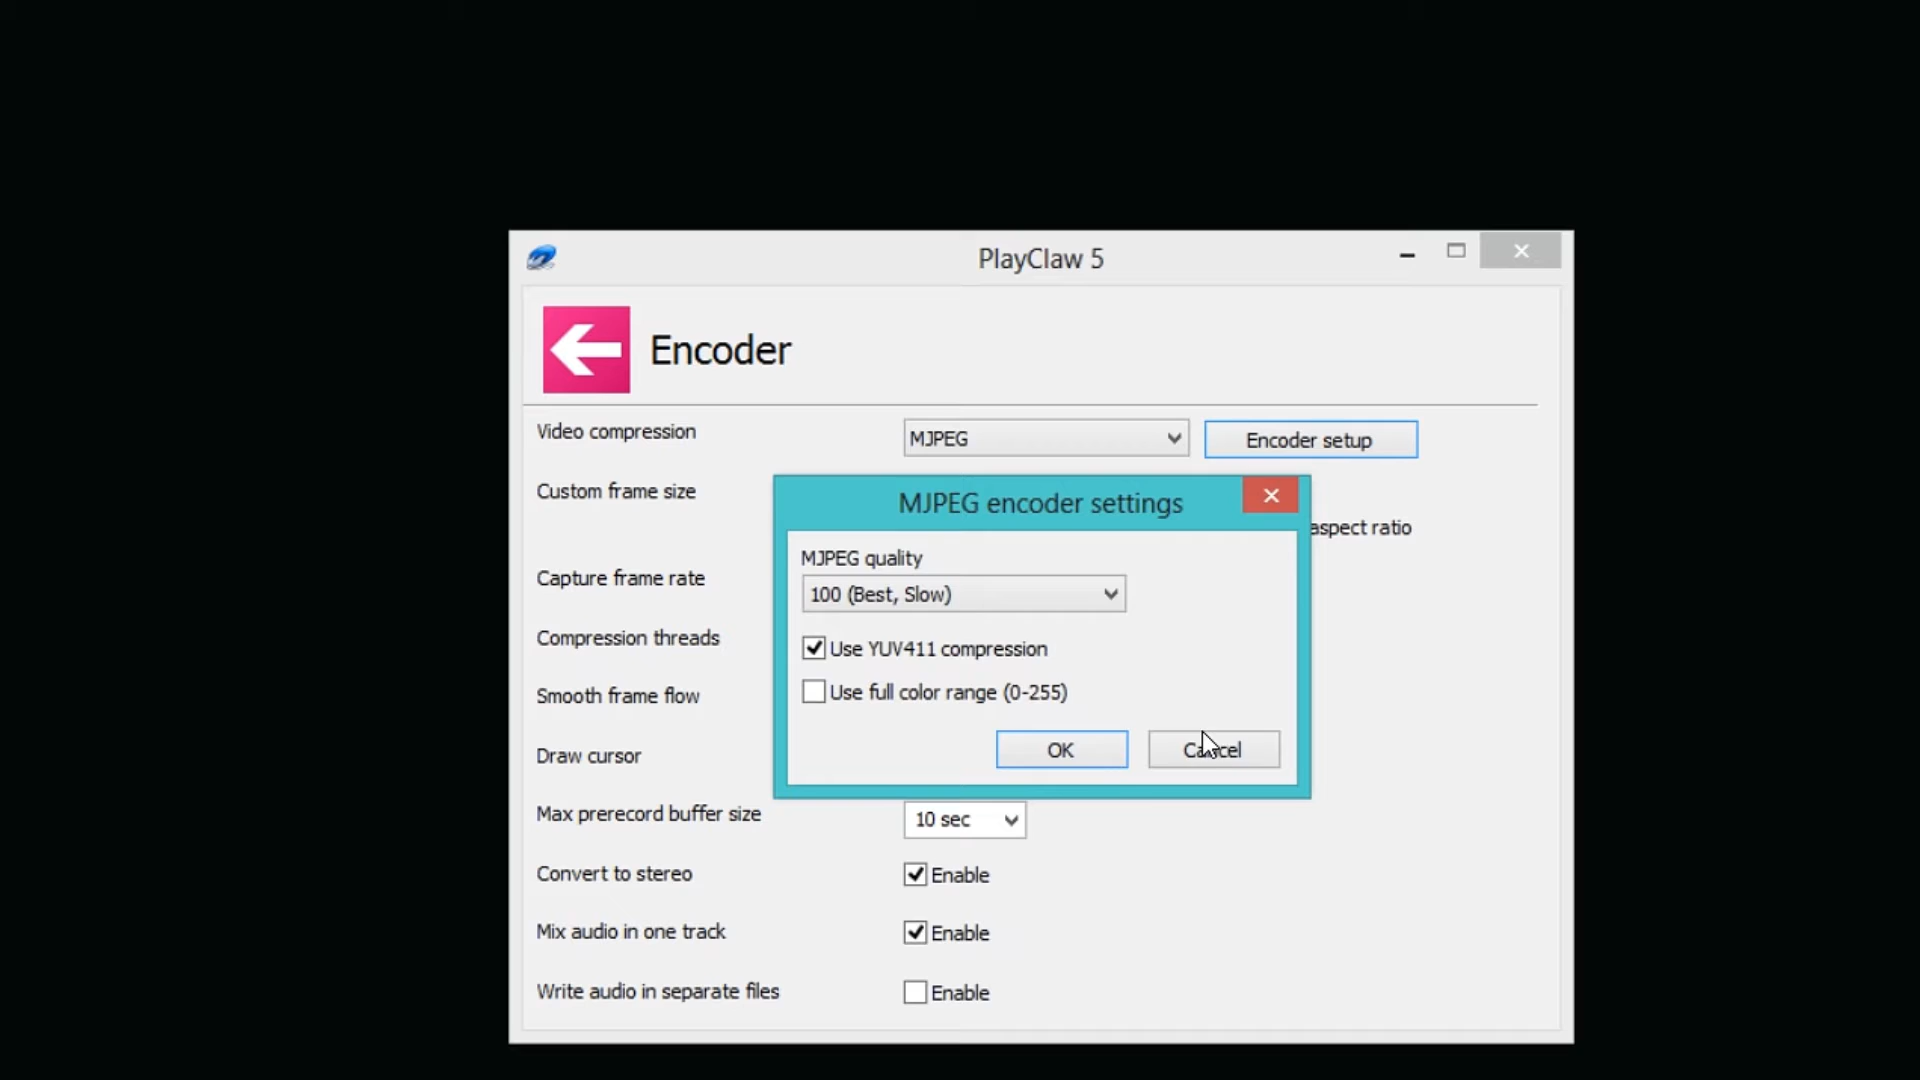 PlayClaw 5
Encoder
Video compression
MJPEG
Encoder setup
Custom frame size
MJPEG encoder settings
aspect ratio
MJPEG quality
Capture frame rate
100 (Best, Slow)
Compression threads
Use YUV411 compression
Smooth frame flow
Use full color range (0-255)
Draw cursor
OK
Cancel
Max prerecord buffer size
10 sec
Convert to stereo
Enable
Mix audio in one track
Enable
Write audio in separate files
Enable